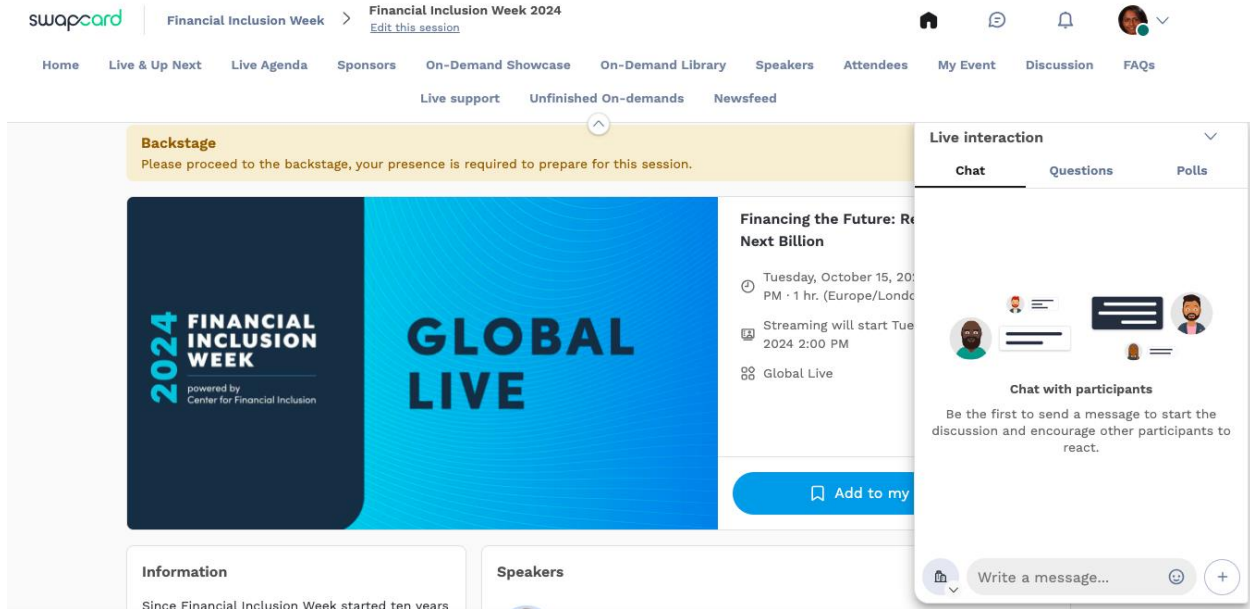 swapcard
Financial Inclusion Week > Financial Inclusion Week 2024
Edit this session
Home Live & Up Next Live Agenda Sponsors On-Demand Showcase On-Demand Library Speakers Attendees My Event Discussion FAQs
Live support Unfinished On-demands Newsfeed
Backstage
Please proceed to the backstage, your presence is required to prepare for this session.
2024
FINANCIAL
INCLUSION
WEEK
powered by
Center for Financial Inclusion
GLOBAL
LIVE
Financing the Future:
Next Billion
Tuesday, October 15,
PM · 1 hr.
Streaming will start
2024 2:00 PM
Global Live
Add to my
Information
Since Financial Inclusion Week started ten years
Speakers
Live interaction
Chat Questions Polls
Chat with participants
Be the first to send a message to start the
discussion and encourage other participants to
react.
Write a message...